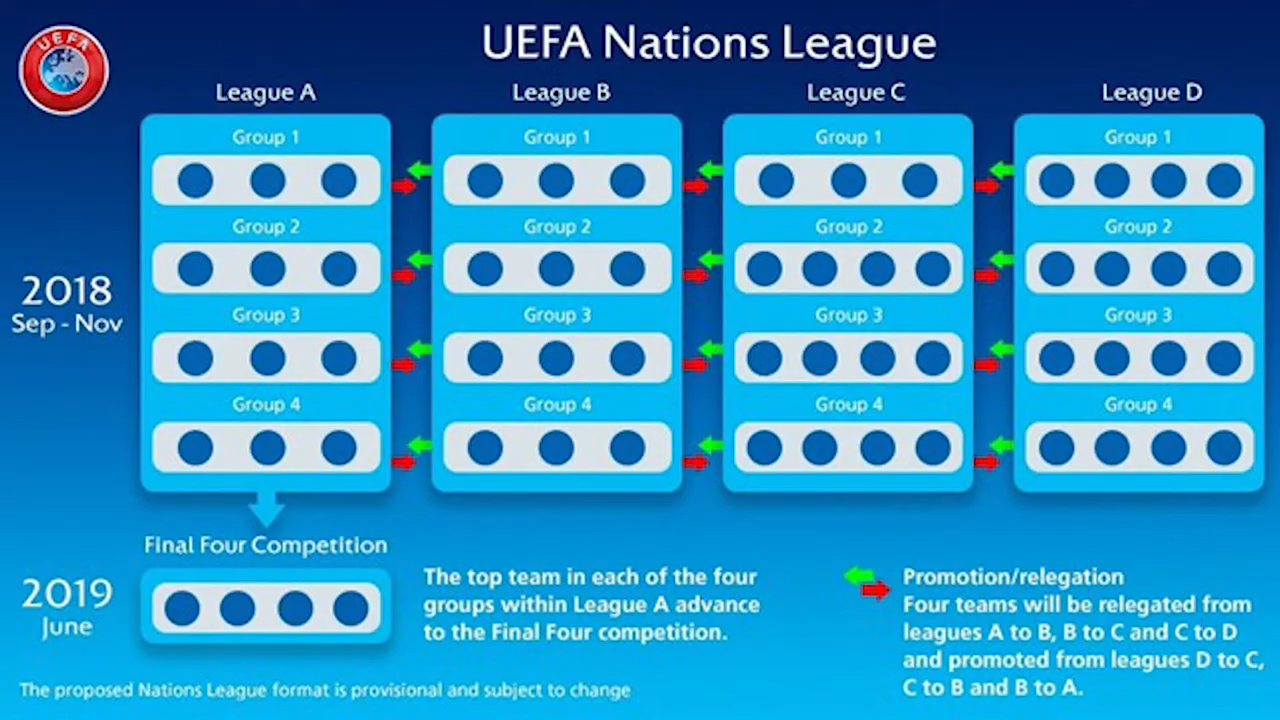 UEFA
UEFA Nations League
League A
League B
League C
League D
Group 1
Group 1
Group 1
Group 1
Group 2
Group 2
Group 2
Group 2
2018
Sep - Nov
Group 3
Group 3
Group 3
Group 3
Group 4
Group 4
Group 4
Group 4
Final Four Competition
2019
June
The top team in each of the four
groups within League A advance
to the Final Four competition.
Promotion/relegation
Four teams will be relegated from
leagues A to B, B to C and C to D
and promoted from leagues D to C,
C to B and B to A.
The proposed Nations League format is provisional and subject to change